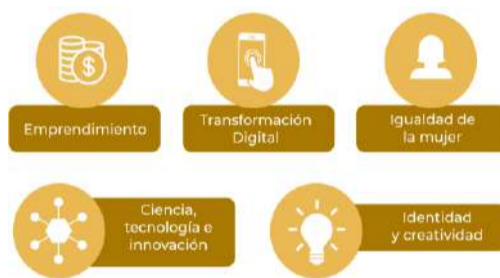 Emprendimiento
Transformación
Digital
Igualdad de
la mujer
Ciencia,
tecnología e
innovación
Identidad
y creatividad